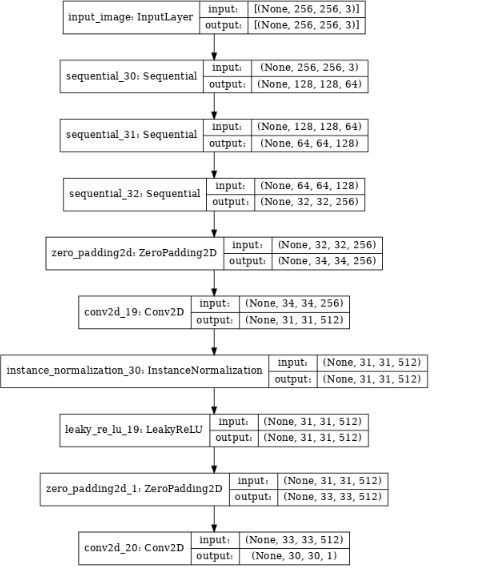 input_image: InputLayer
input: [(None, 256, 256, 3)]
output: [(None, 256, 256, 3)]
sequential_30: Sequential
input: (None, 256, 256, 3)
output: (None, 128, 128, 64)
sequential_31: Sequential
input: (None, 128, 128, 64)
output: (None, 64, 64, 128)
sequential_32: Sequential
input: (None, 64, 64, 128)
output: (None, 32, 32, 256)
zero_padding2d: ZeroPadding2D
input: (None, 32, 32, 256)
output: (None, 34, 34, 256)
conv2d_19: Conv2D
input: (None, 34, 34, 256)
output: (None, 31, 31, 512)
instance_normalization_30: InstanceNormalization
input: (None, 31, 31, 512)
output: (None, 31, 31, 512)
leaky_re_lu_19: LeakyReLU
input: (None, 31, 31, 512)
output: (None, 31, 31, 512)
zero_padding2d_1: ZeroPadding2D
input: (None, 31, 31, 512)
output: (None, 33, 33, 512)
conv2d_20: Conv2D
input: (None, 33, 33, 512)
output: (None, 30, 30, 1)